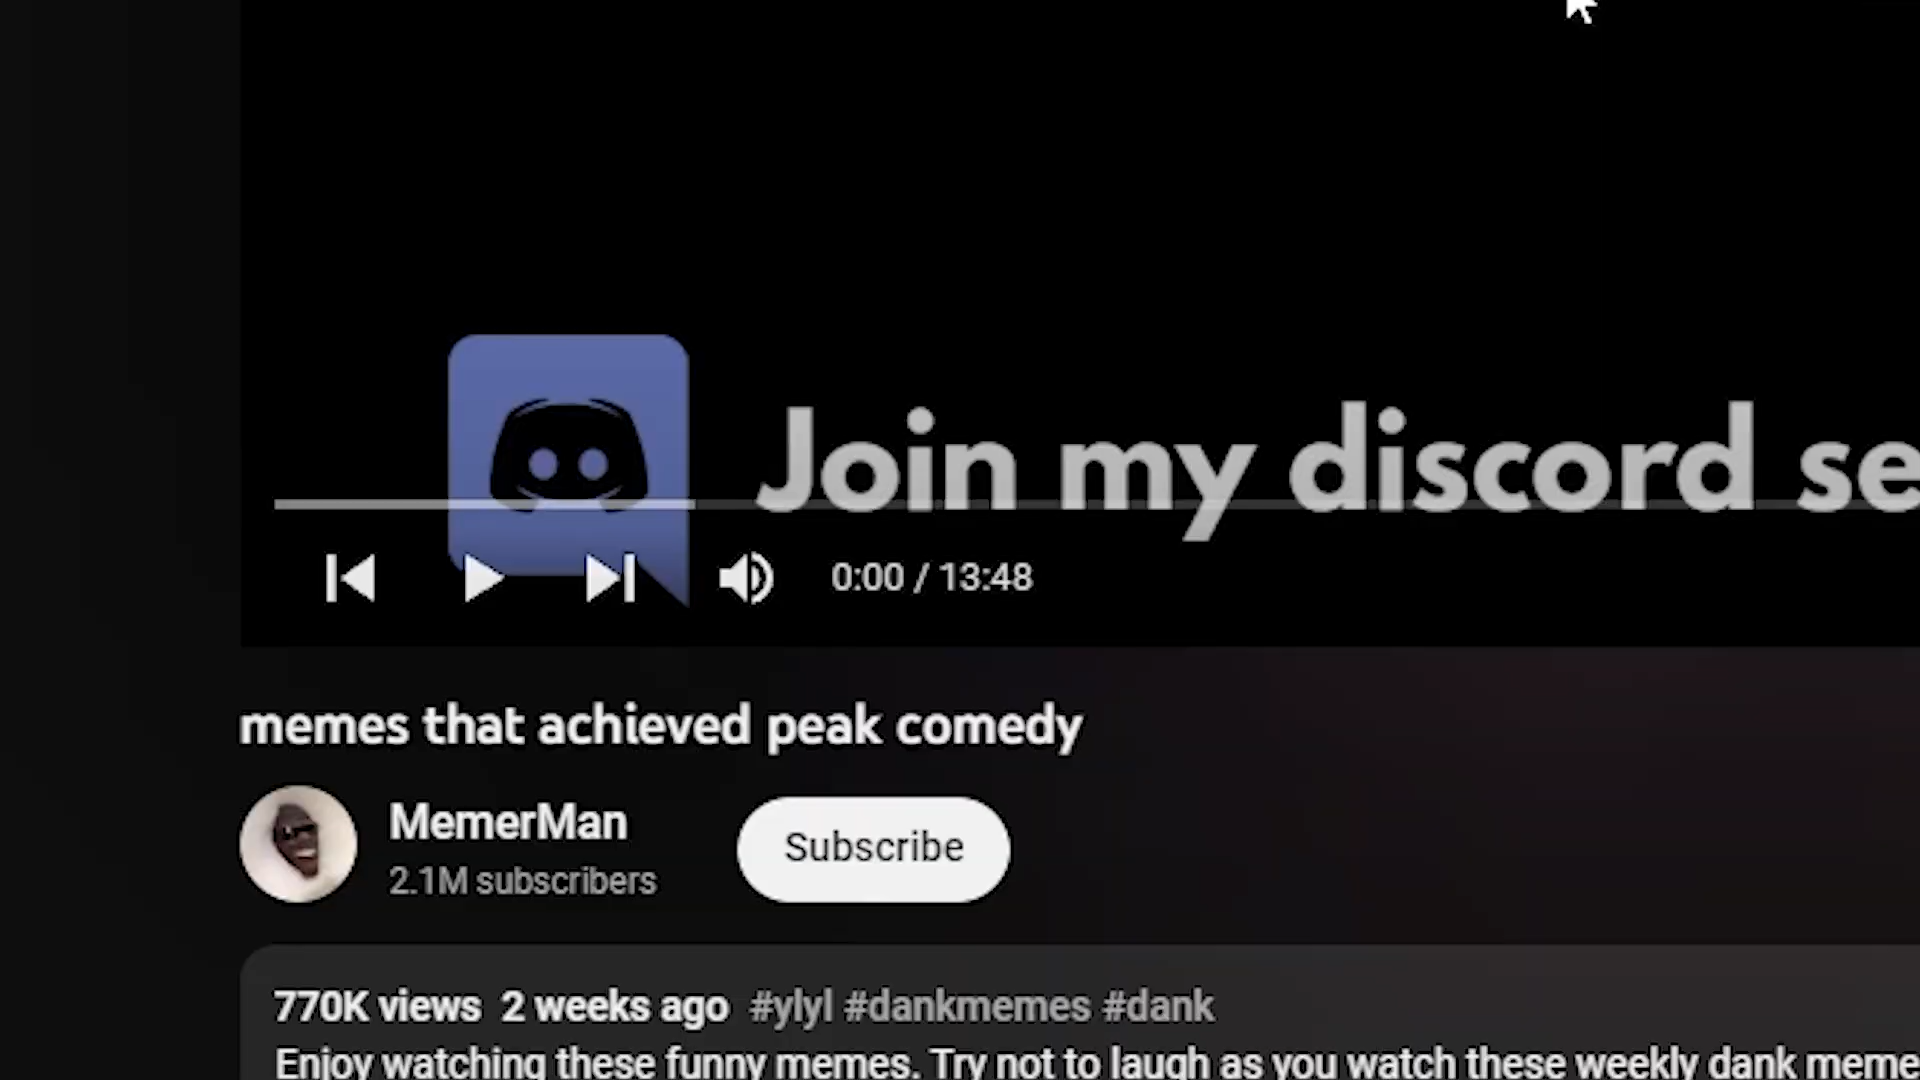 Join my discord se
0:00 / 13:48
memes that achieved peak comedy
MemerMan
2.1M subscribers
Subscribe
770K views 2 weeks ago #ylyl #dankmemes #dank
Enjoy watching these funny memes. Try not to laugh as you watch these weekly dank meme